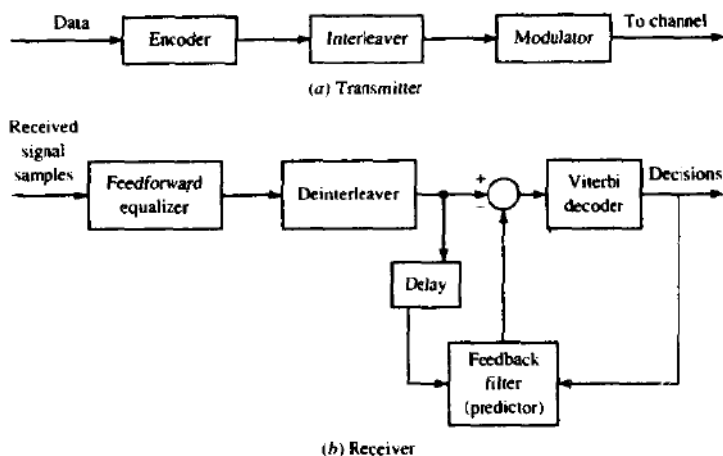 Data
Encoder
Interleaver
Modulator
To channel
(a) Transmitter
Received
signal
samples
Feedforward
equalizer
Deinterleaver
+
−
Viterbi
decoder
Decisions
Delay
Feedback
filter
(predictor)
(b) Receiver